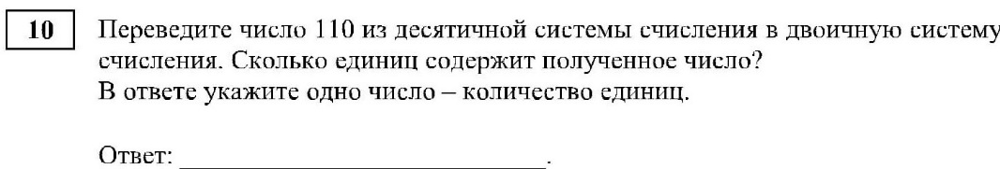 10
Переведите число 110 из десятичной системы счисления в двоичную систему
счисления. Сколько единиц содержит полученное число?
В ответе укажите одно число – количество единиц.
Ответ: ____________________________.